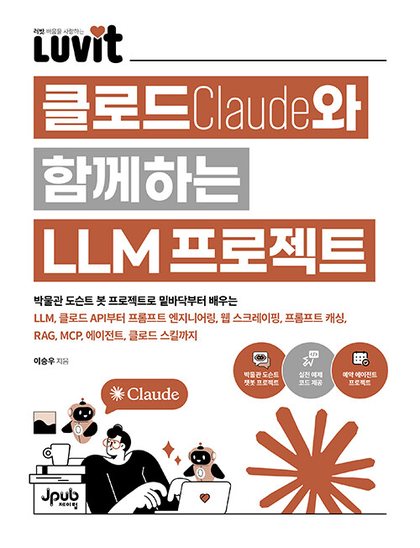 러빗 배움을 사랑하는
LUVit
클로드Claude와
함께하는
LLM 프로젝트
박물관 도슨트 봇 프로젝트로 밑바닥부터 배우는
LLM, 클로드 API부터 프롬프트 엔지니어링, 웹 스크레이핑, 프롬프트 캐싱,
RAG, MCP, 에이전트, 클로드 스킬까지
이승우 지음
박물관 도슨트
챗봇 프로젝트
실전 예제
코드 제공
예약 에이전트
프로젝트
Claude
Jpub
제이펍